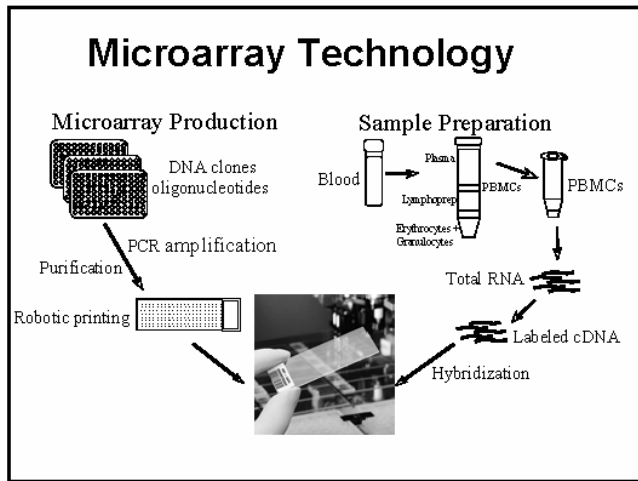 Microarray Technology
Microarray Production
DNA clones
oligonucleotides
PCR amplification
Purification
Robotic printing
Sample Preparation
Blood
Plasma
PBMCs
Lymphoprep
Erythrocytes +
Granulocytes
PBMCs
Total RNA
Labeled cDNA
Hybridization